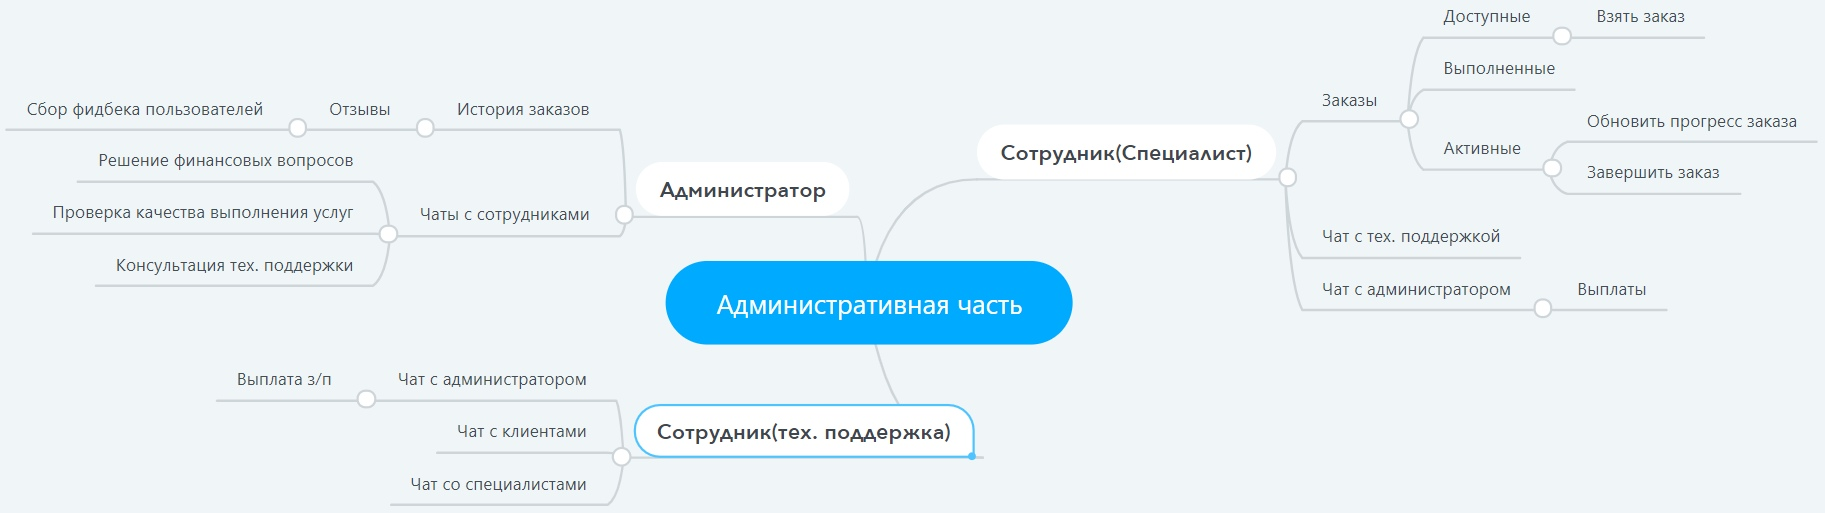 Административная часть
Администратор
История заказов
Отзывы
Сбор фидбека пользователей
Чаты с сотрудниками
Решение финансовых вопросов
Проверка качества выполнения услуг
Консультация тех. поддержки
Сотрудник(Специалист)
Заказы
Доступные
Взять заказ
Выполненные
Активные
Обновить прогресс заказа
Завершить заказ
Чат с тех. поддержкой
Чат с администратором
Выплаты
Сотрудник(тех. поддержка)
Чат с администратором
Выплата з/п
Чат с клиентами
Чат со специалистами